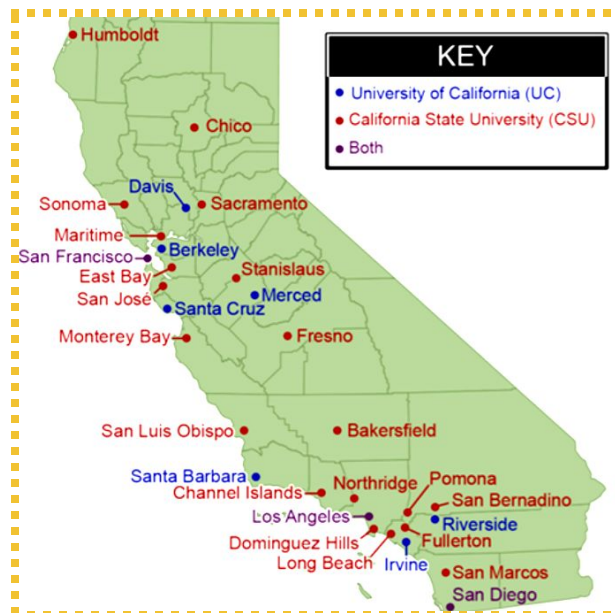 Humboldt
KEY
University of California (UC)
California State University (CSU)
Both
Chico
Davis
Sonoma
Sacramento
Maritime
Berkeley
San Francisco
East Bay
Stanislaus
San José
Merced
Santa Cruz
Monterey Bay
Fresno
San Luis Obispo
Bakersfield
Santa Barbara
Channel Islands
Northridge
Pomona
San Bernadino
Los Angeles
Riverside
Dominguez Hills
Fullerton
Long Beach
Irvine
San Marcos
San Diego